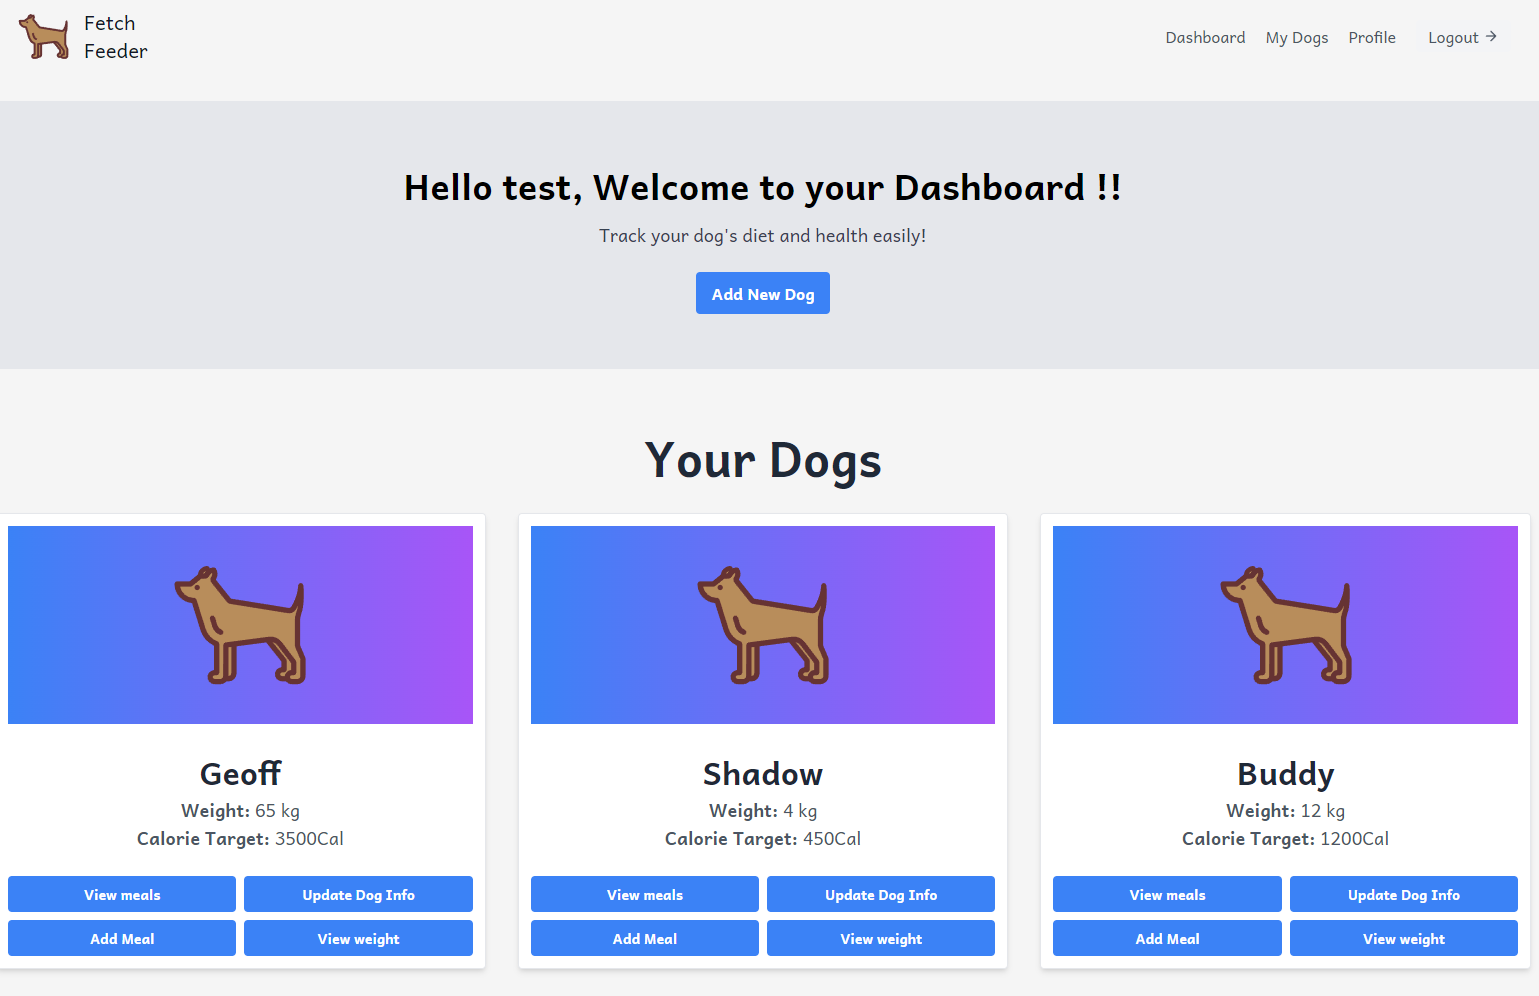 Fetch
Feeder
Dashboard My Dogs Profile Logout →
Hello test, Welcome to your Dashboard !!
Track your dog's diet and health easily!
Add New Dog
Your Dogs
Geoff
Weight: 65 kg
Calorie Target: 3500Cal
View meals Update Dog Info
Add Meal View weight
Shadow
Weight: 4 kg
Calorie Target: 450Cal
View meals Update Dog Info
Add Meal View weight
Buddy
Weight: 12 kg
Calorie Target: 1200Cal
View meals Update Dog Info
Add Meal View weight